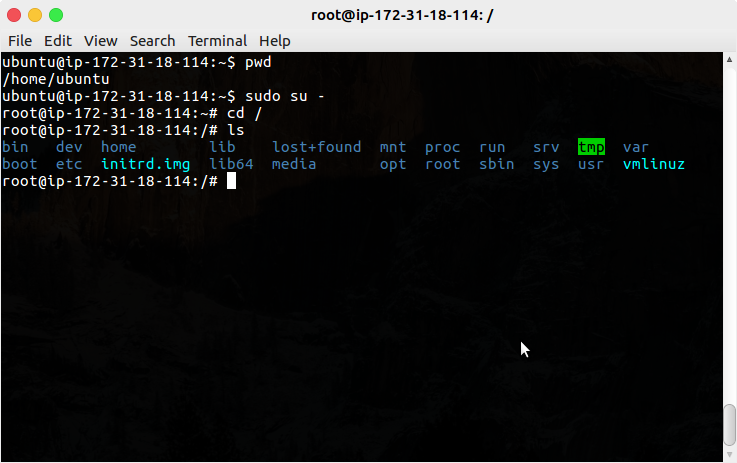 root@ip-172-31-18-114: /
File Edit View Search Terminal Help
ubuntu@ip-172-31-18-114:~$ pwd
/home/ubuntu
ubuntu@ip-172-31-18-114:~$ sudo su -
root@ip-172-31-18-114:~# cd /
root@ip-172-31-18-114:/# ls
bin   dev  home        lib    lost+found  mnt  proc  run   srv  tmp  var
boot  etc  initrd.img  lib64  media       opt  root  sbin  sys  usr  vmlinuz
root@ip-172-31-18-114:/#